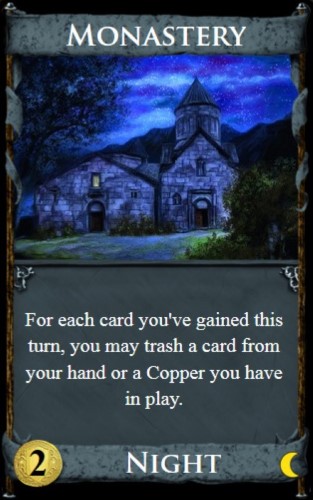 MONASTERY
For each card you've gained this
turn, you may trash a card from
your hand or a Copper you have
in play.
2
NIGHT